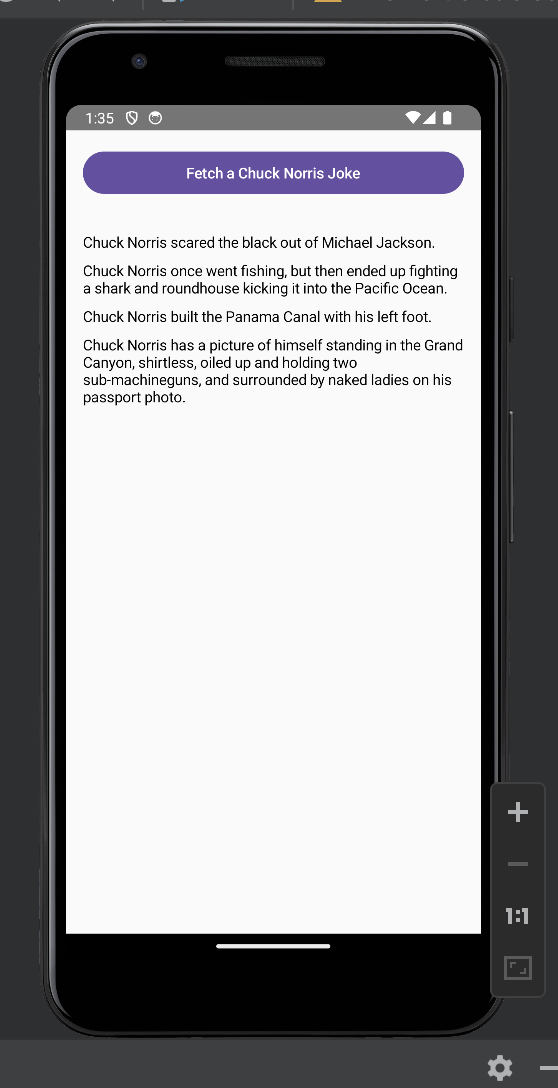 1:35
Fetch a Chuck Norris Joke
Chuck Norris scared the black out of Michael Jackson.
Chuck Norris once went fishing, but then ended up fighting
a shark and roundhouse kicking it into the Pacific Ocean.
Chuck Norris built the Panama Canal with his left foot.
Chuck Norris has a picture of himself standing in the Grand
Canyon, shirtless, oiled up and holding two
sub-machineguns, and surrounded by naked ladies on his
passport photo.
1:1